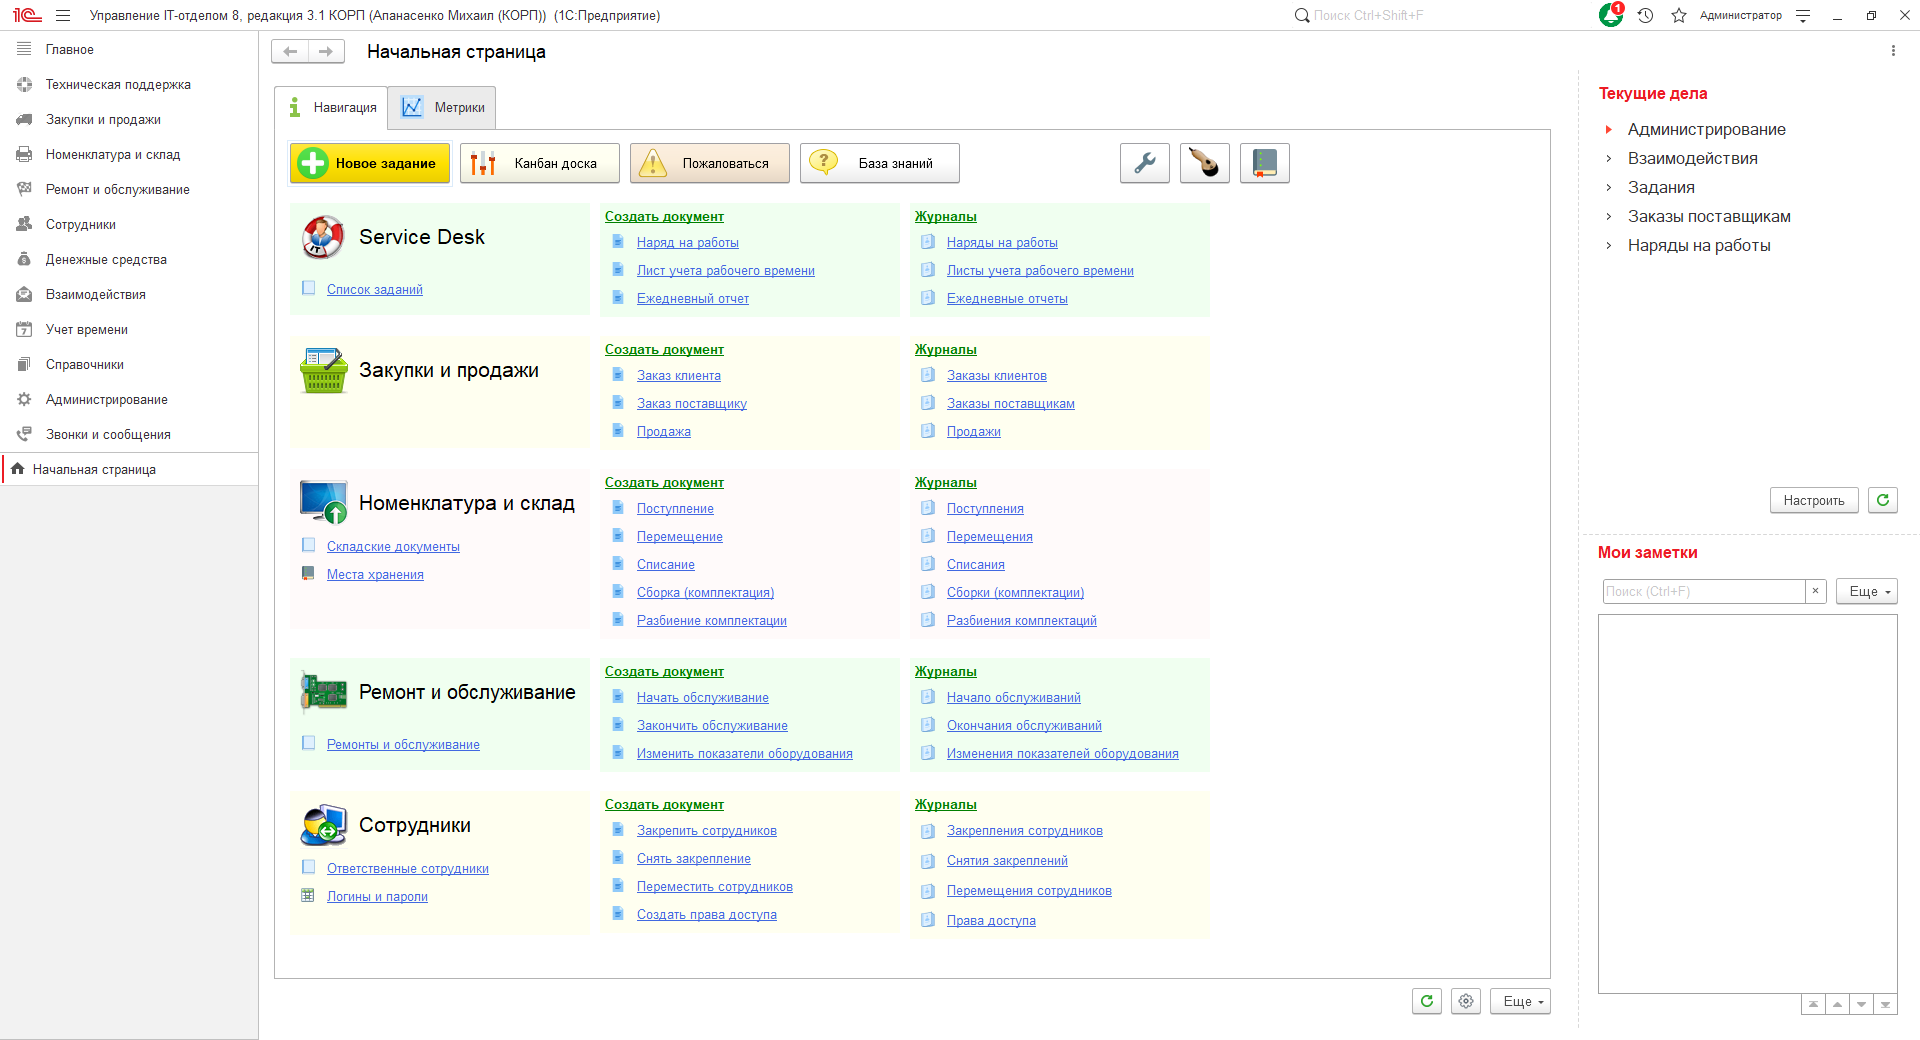 1С Управление IT-отделом 8, редакция 3.1 КОРП (Апанасенко Михаил (КОРП)) (1С:Предприятие)
Поиск Ctrl+Shift+F
1
Администратор
Главное
Техническая поддержка
Закупки и продажи
Номенклатура и склад
Ремонт и обслуживание
Сотрудники
Денежные средства
Взаимодействия
7 Учет времени
Справочники
Администрирование
Звонки и сообщения
Начальная страница
Начальная страница
Навигация
Метрики
Новое задание
Канбан доска
Пожаловаться
? База знаний
IT Service Desk
Список заданий
Создать документ
Наряд на работы
Лист учета рабочего времени
Ежедневный отчет
Журналы
Наряды на работы
Листы учета рабочего времени
Ежедневные отчеты
Закупки и продажи
Создать документ
Заказ клиента
Заказ поставщику
Продажа
Журналы
Заказы клиентов
Заказы поставщикам
Продажи
Номенклатура и склад
Складские документы
Места хранения
Создать документ
Поступление
Перемещение
Списание
Сборка (комплектация)
Разбиение комплектации
Журналы
Поступления
Перемещения
Списания
Сборки (комплектации)
Разбиения комплектаций
Ремонт и обслуживание
Ремонты и обслуживание
Создать документ
Начать обслуживание
Закончить обслуживание
Изменить показатели оборудования
Журналы
Начало обслуживаний
Окончания обслуживаний
Изменения показателей оборудования
Сотрудники
Ответственные сотрудники
Логины и пароли
Создать документ
Закрепить сотрудников
Снять закрепление
Переместить сотрудников
Создать права доступа
Журналы
Закрепления сотрудников
Снятия закреплений
Перемещения сотрудников
Права доступа
Еще
Текущие дела
Администрирование
Взаимодействия
Задания
Заказы поставщикам
Наряды на работы
Настроить
Мои заметки
Поиск (Ctrl+F)
×
Еще